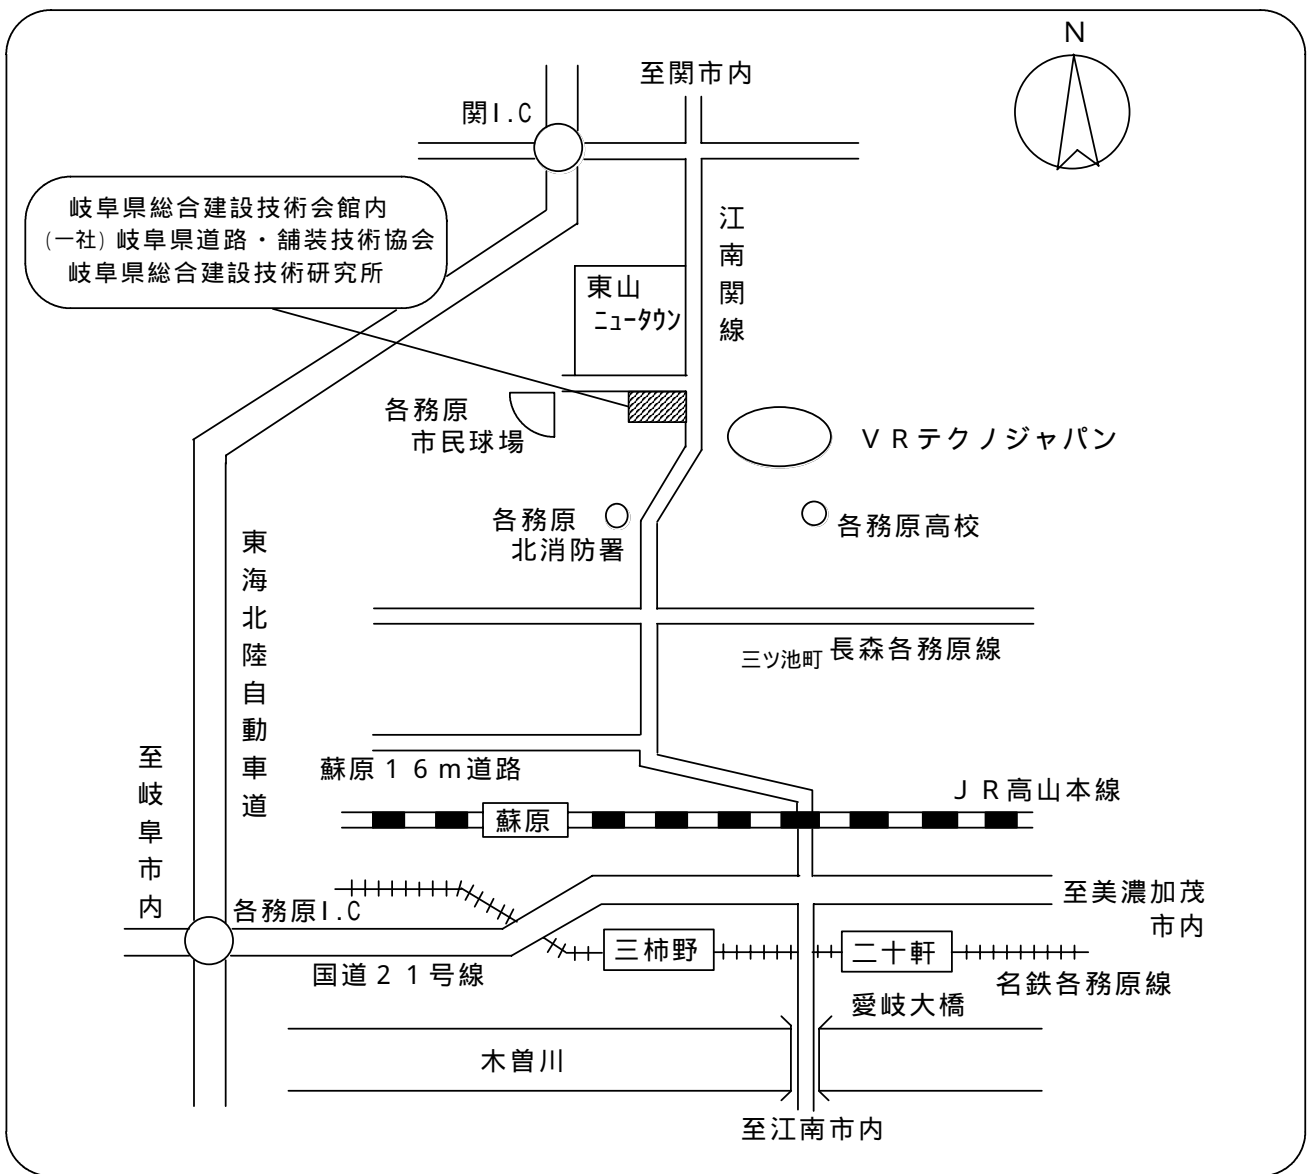 N
至関市内
関I.C
岐阜県総合建設技術会館内
(一社) 岐阜県道路・舗装技術協会
岐阜県総合建設技術研究所
江南関線
東山
ニュータウン
各務原
市民球場
VRテクノジャパン
各務原
北消防署
各務原高校
東海北陸自動車道
三ツ池町 長森各務原線
至岐阜市内
蘇原16m道路
JR高山本線
蘇原
各務原I.C
至美濃加茂
市内
三柿野
二十軒
国道21号線
名鉄各務原線
愛岐大橋
木曽川
至江南市内